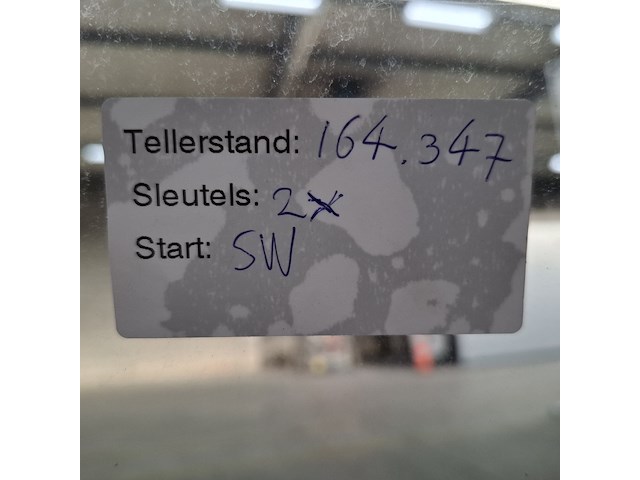 Tellerstand: 164.347
Sleutels: 2x
Start: SW